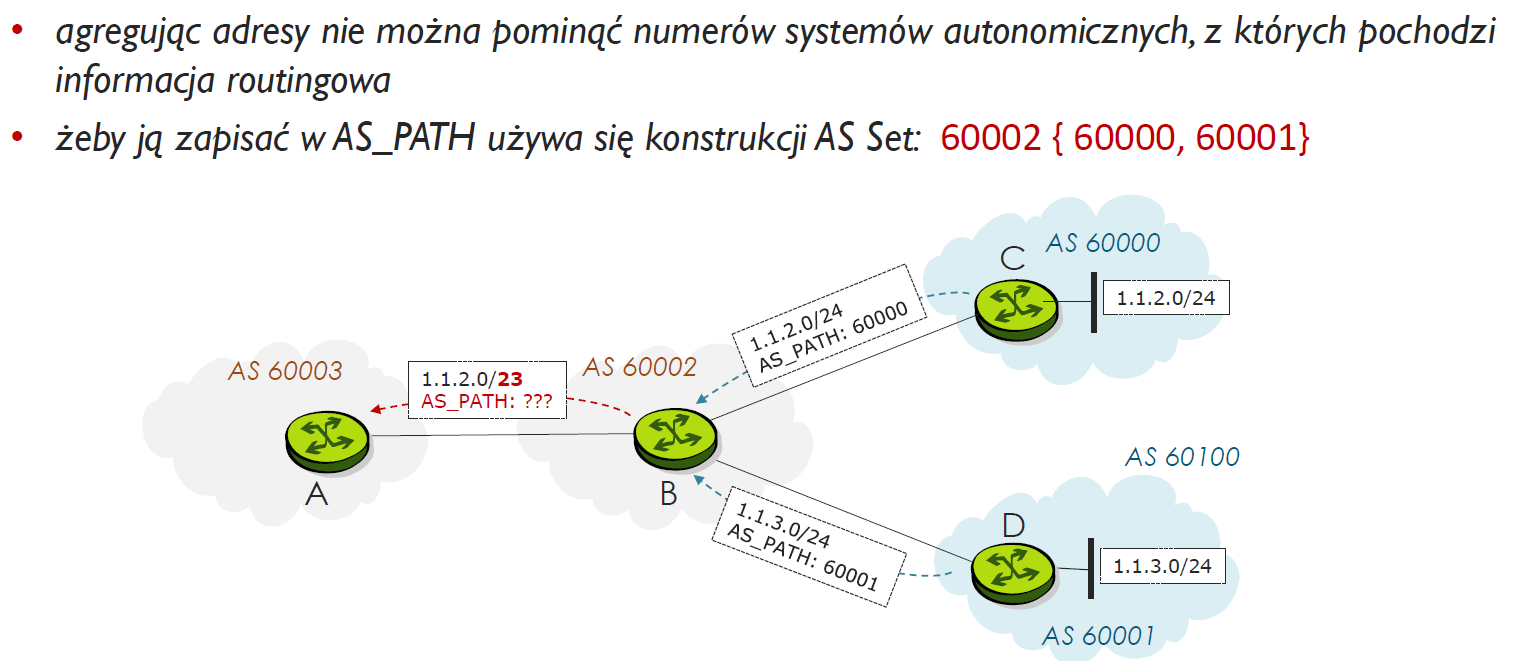 • agregując adresy nie można pominąć numerów systemów autonomicznych, z których pochodzi
informacja routingowa
• żeby ją zapisać w AS_PATH używa się konstrukcji AS Set: 60002 { 60000, 60001}
AS 60000
C
1.1.2.0/24
1.1.2.0/24
AS_PATH: 60000
AS 60003
1.1.2.0/23
AS_PATH: ???
AS 60002
A
B
AS 60100
1.1.3.0/24
AS_PATH: 60001
D
1.1.3.0/24
AS 60001